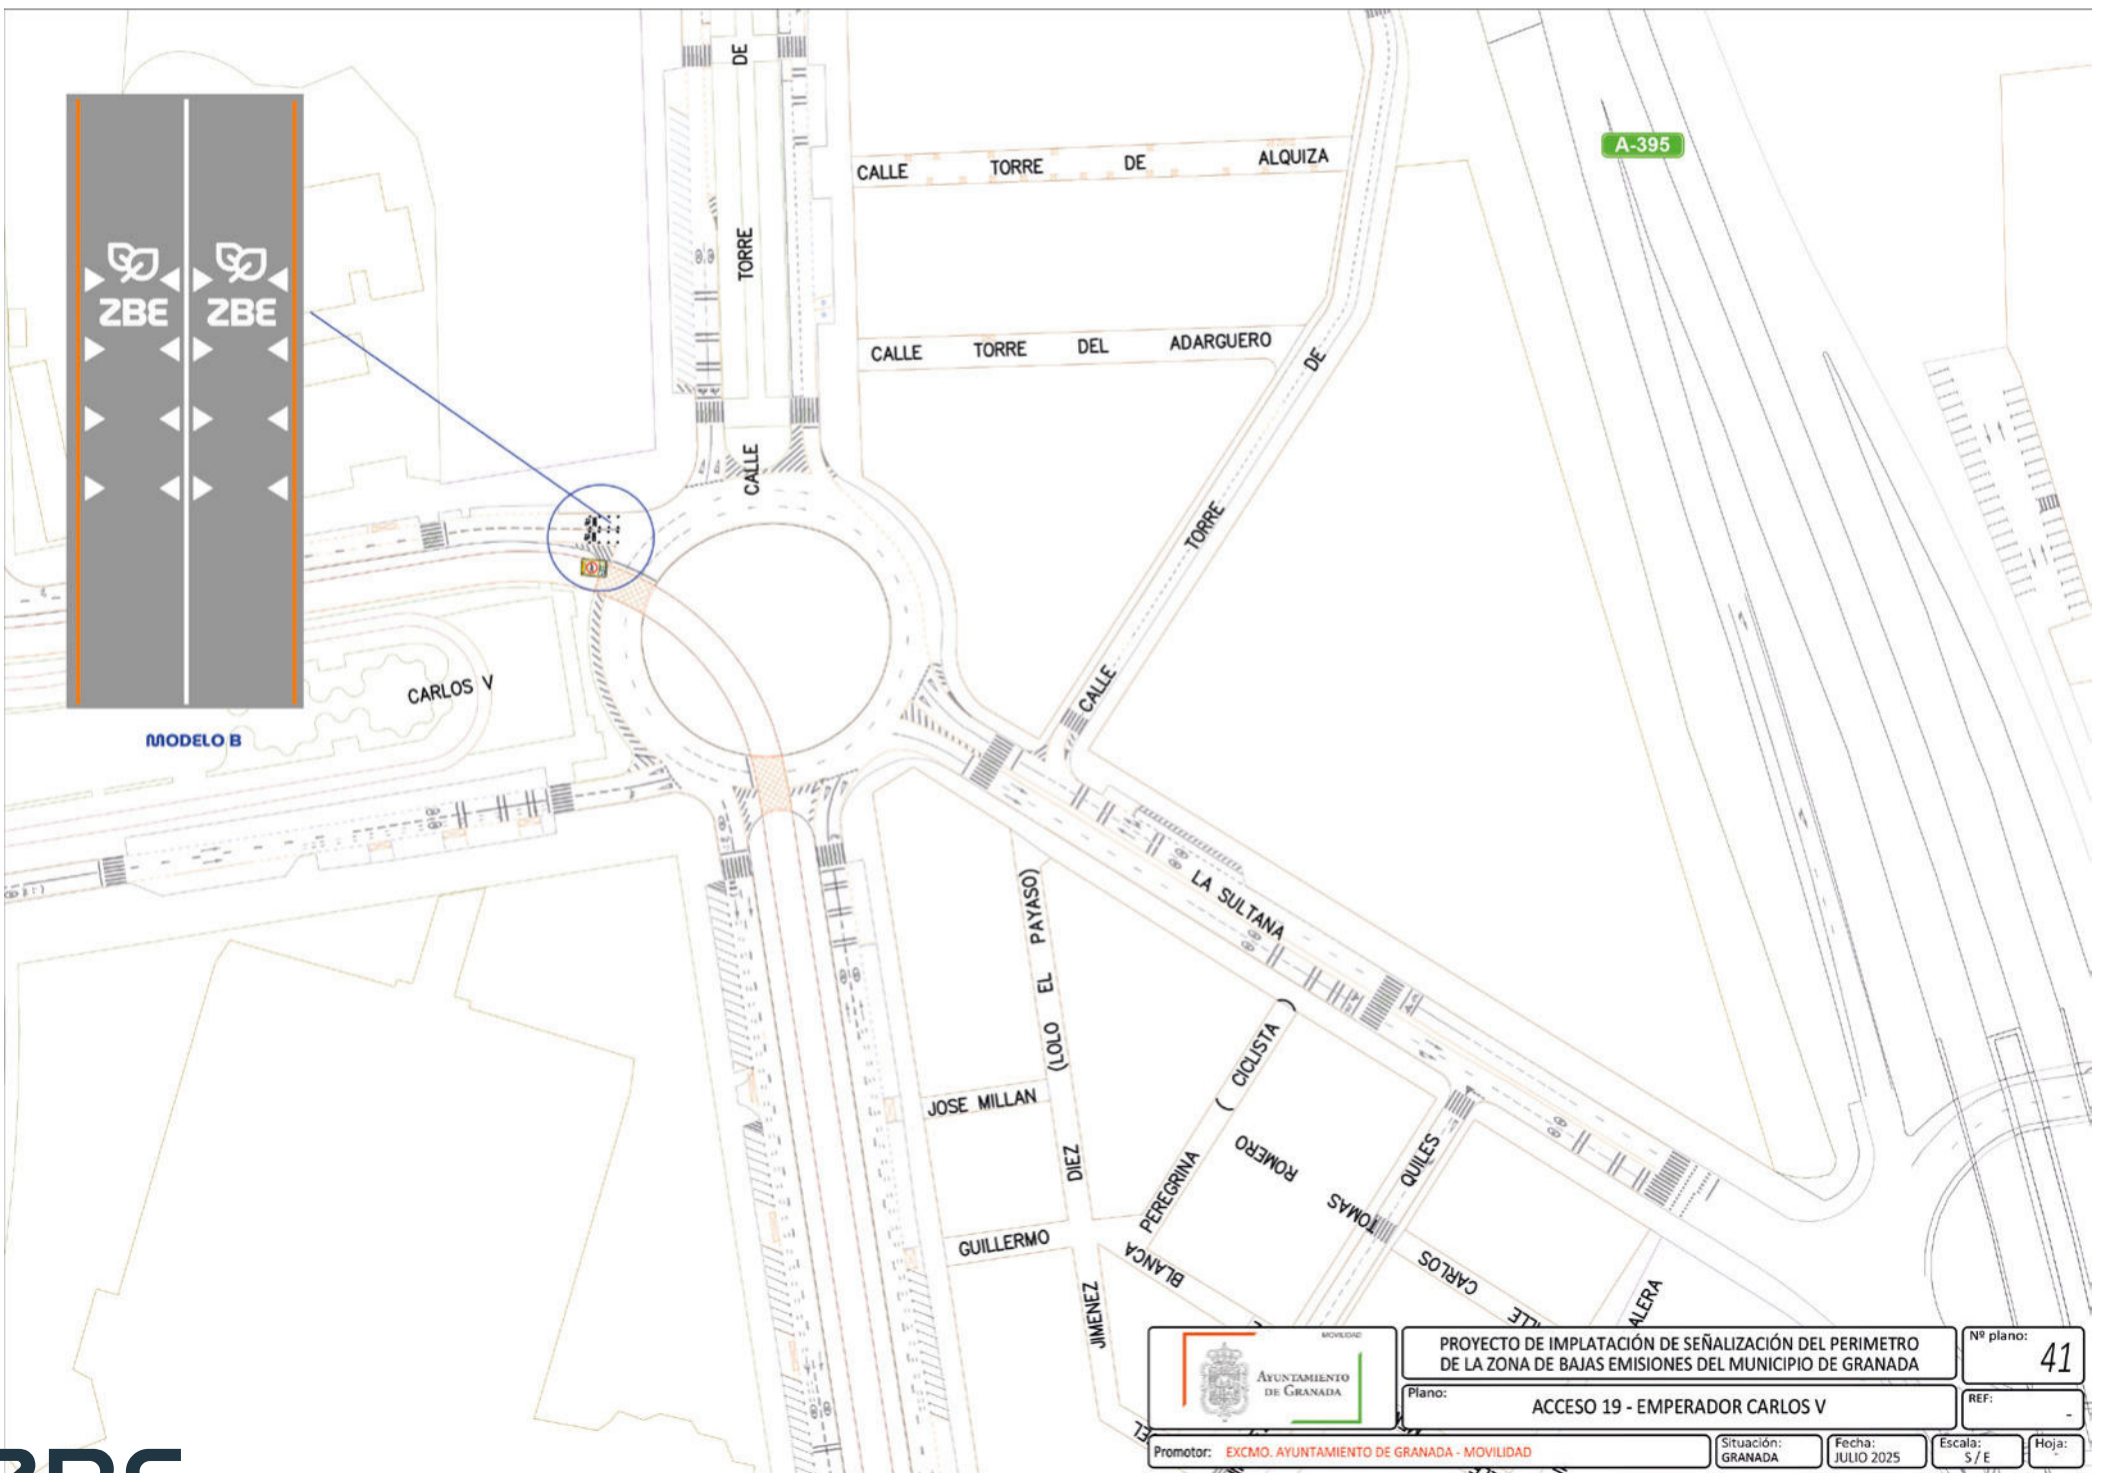 DE
TORRE
CALLE
CALLE TORRE DE ALQUIZA
A-395
ZBE ZBE
CALLE TORRE DEL ADARGUERO
DE
TORRE
CALLE
CARLOS V
MODELO B
LA SULTANA
(LOLO EL PAYASO)
DIEZ
JIMENEZ
JOSE MILLAN
GUILLERMO
( CICLISTA )
PEREGRINA
ROMERO
BLANCA
TOMAS
QUILES
CARLOS
ALERA
MOVILIDAD
AYUNTAMIENTO
DE GRANADA
PROYECTO DE IMPLATACIÓN DE SEÑALIZACIÓN DEL PERIMETRO
DE LA ZONA DE BAJAS EMISIONES DEL MUNICIPIO DE GRANADA
Nº plano:
41
Plano:
ACCESO 19 - EMPERADOR CARLOS V
REF:
-
Promotor: EXCMO. AYUNTAMIENTO DE GRANADA - MOVILIDAD
Situación:
GRANADA
Fecha:
JULIO 2025
Escala:
S / E
Hoja: